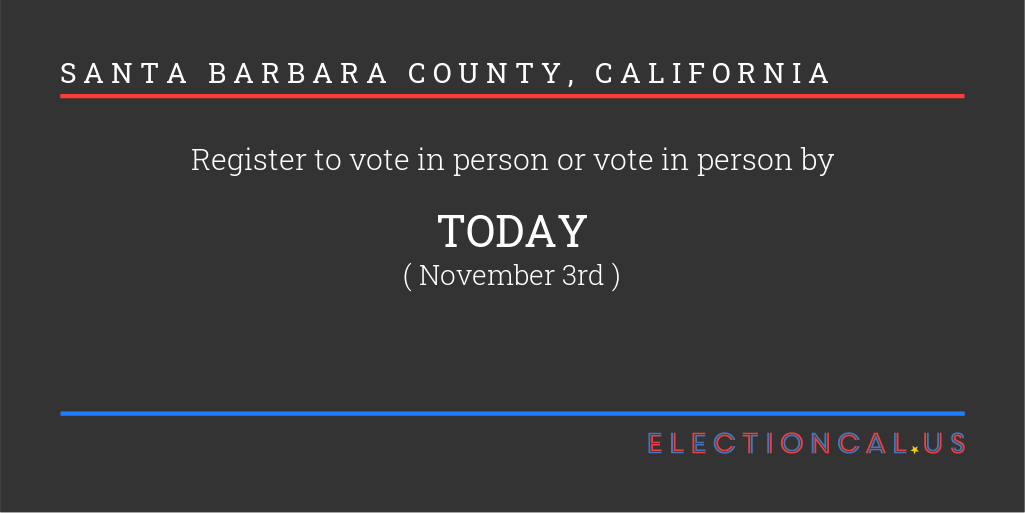 SANTA BARBARA COUNTY, CALIFORNIA
Register to vote in person or vote in person by
TODAY
( November 3rd )
ELECTIONCAL.US